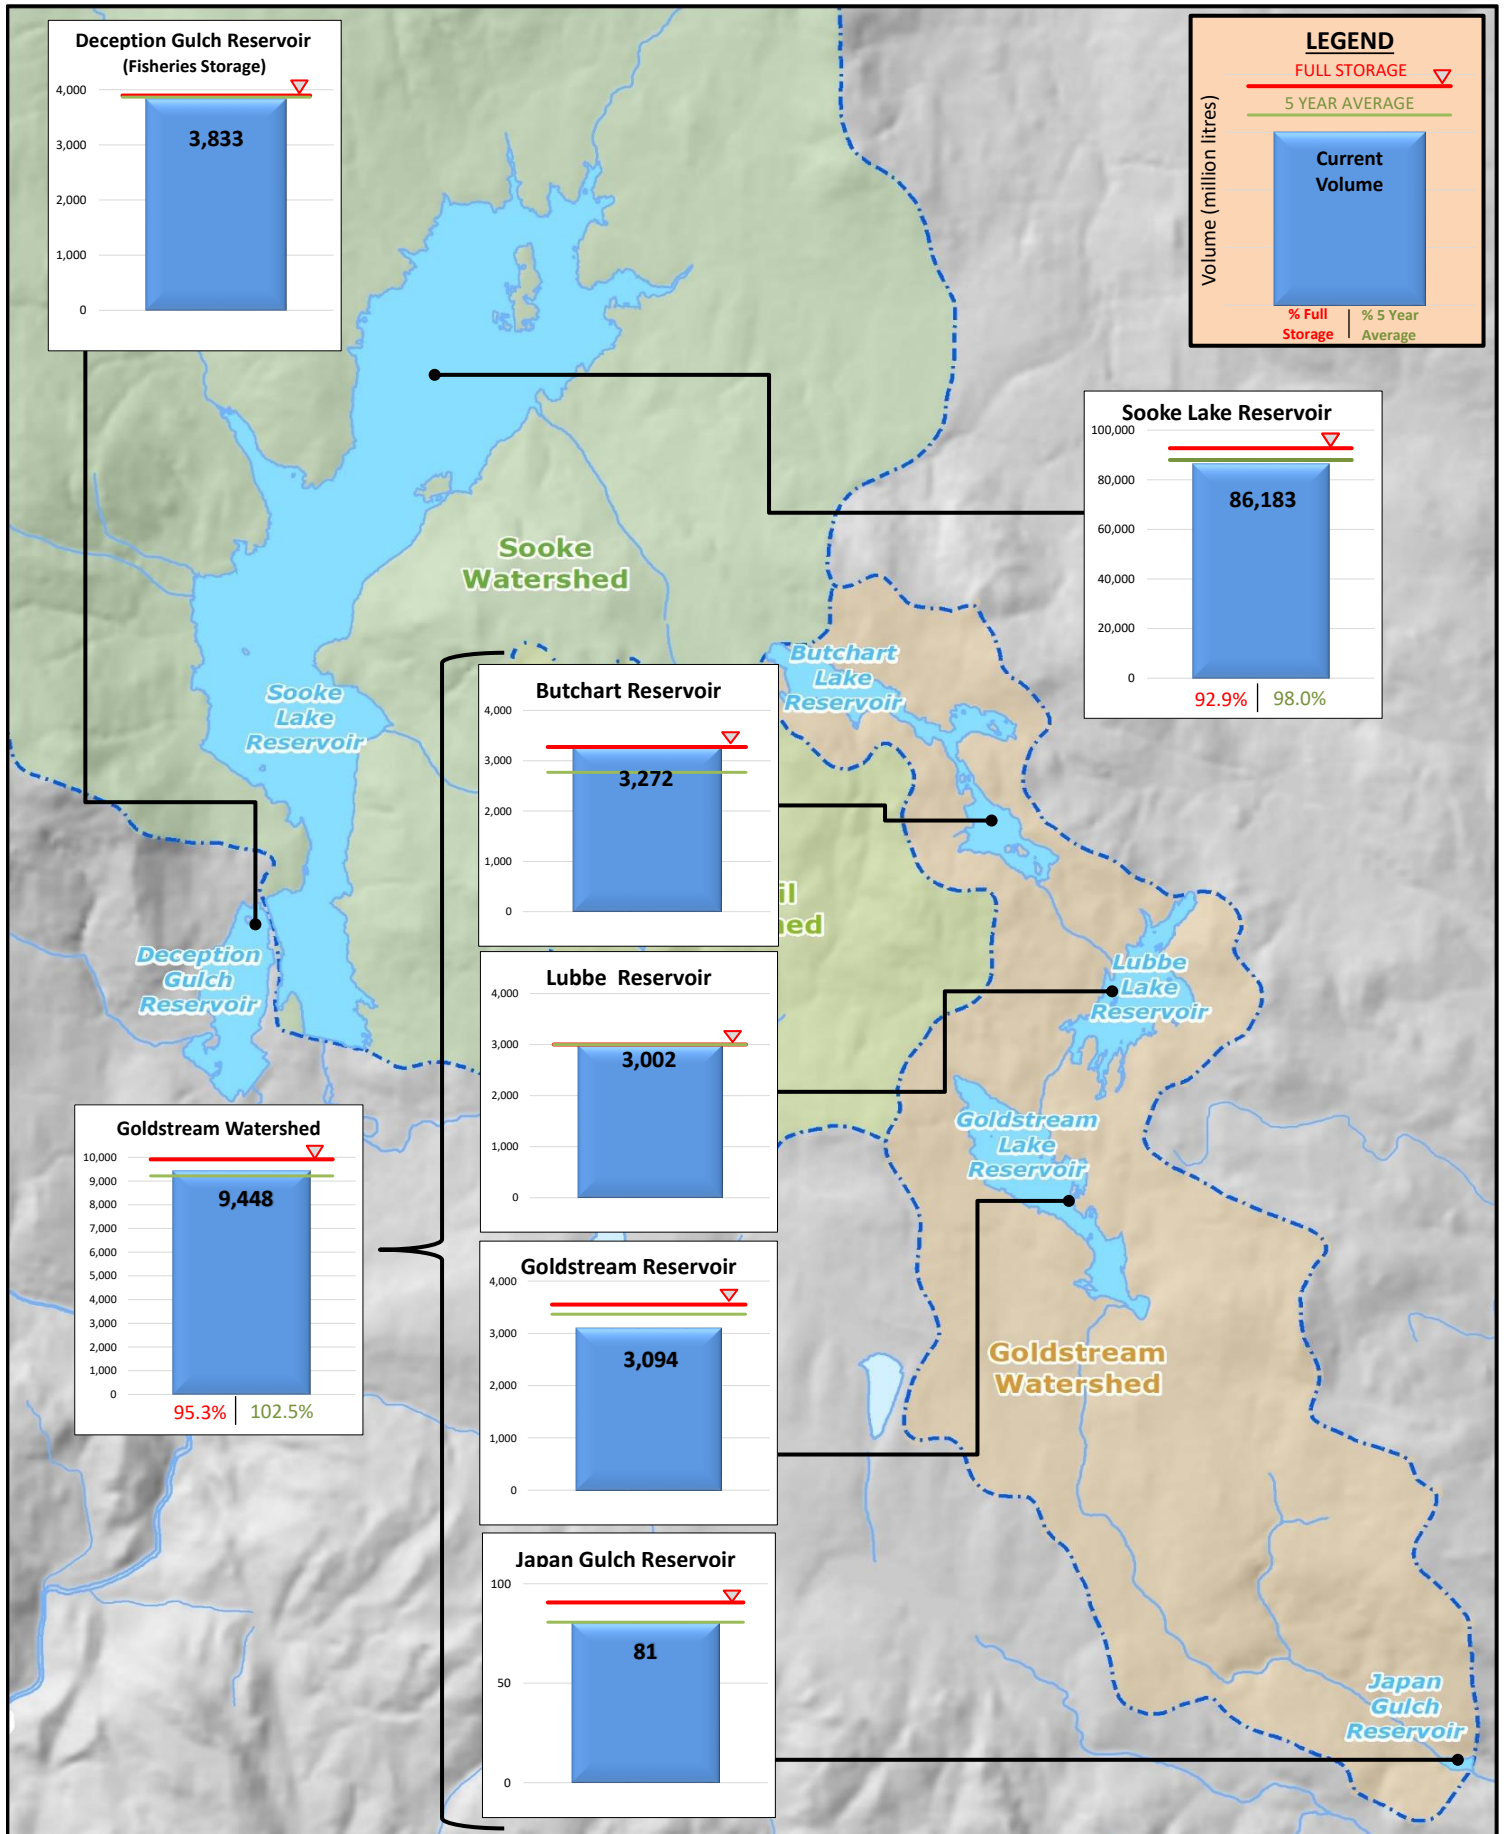 Deception Gulch Reservoir
(Fisheries Storage)
4,000
3,000
2,000
1,000
0
3,833
LEGEND
FULL STORAGE
5 YEAR AVERAGE
Current
Volume
Volume (million litres)
% Full
Storage
% 5 Year
Average
Sooke Lake Reservoir
100,000
80,000
60,000
40,000
20,000
0
86,183
92.9%
98.0%
Sooke
Watershed
Sooke
Lake
Reservoir
Butchart
Lake
Reservoir
Butchart Reservoir
4,000
3,000
2,000
1,000
0
3,272
il
ed
Deception
Gulch
Reservoir
Lubbe
Lake
Reservoir
Lubbe Reservoir
4,000
3,000
2,000
1,000
0
3,002
Goldstream Watershed
10,000
9,000
8,000
7,000
6,000
5,000
4,000
3,000
2,000
1,000
0
9,448
95.3%
102.5%
Goldstream
Lake
Reservoir
Goldstream Reservoir
4,000
3,000
2,000
1,000
0
3,094
Goldstream
Watershed
Japan Gulch Reservoir
100
50
0
81
Japan
Gulch
Reservoir